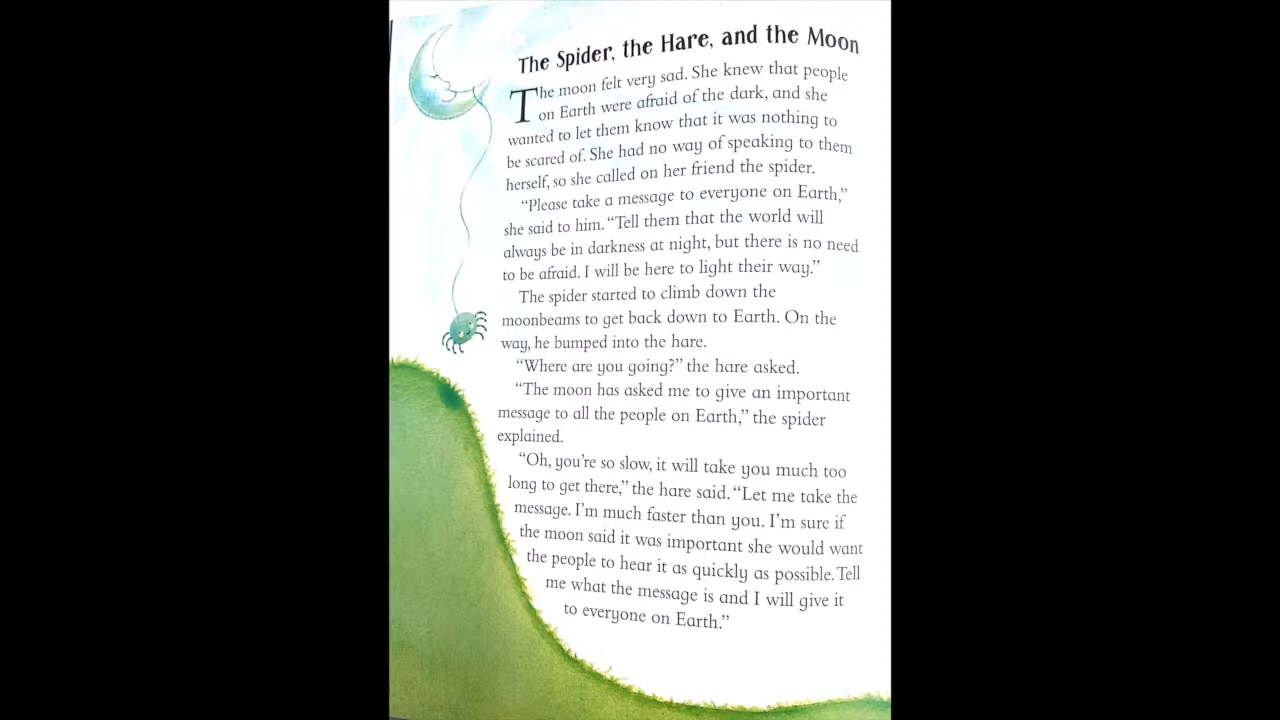 The Spider, the Hare, and the Moon
The moon felt very sad. She knew that people
on Earth were afraid of the dark, and she
wanted to let them know that it was nothing to
be scared of. She had no way of speaking to them
herself, so she called on her friend the spider.
“Please take a message to everyone on Earth,”
she said to him. “Tell them that the world will
always be in darkness at night, but there is no need
to be afraid. I will be here to light their way.”
The spider started to climb down the
moonbeams to get back down to Earth. On the
way, he bumped into the hare.
“Where are you going?” the hare asked.
“The moon has asked me to give an important
message to all the people on Earth,” the spider
explained.
“Oh, you’re so slow, it will take you much too
long to get there,” the hare said. “Let me take the
message. I’m much faster than you. I’m sure if
the moon said it was important she would want
the people to hear it as quickly as possible. Tell
me what the message is and I will give it
to everyone on Earth.”